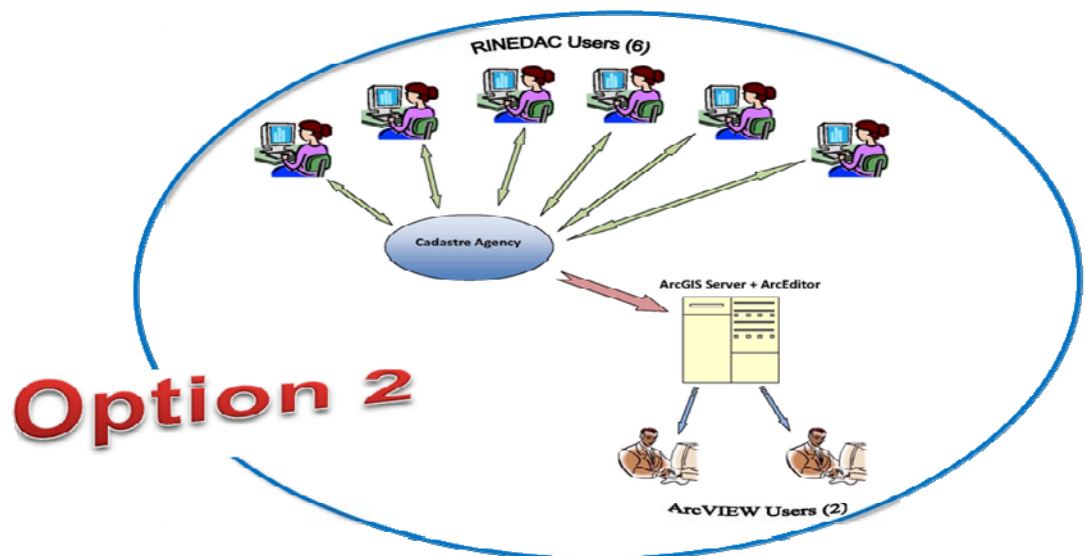 RINEDAC Users (6)
Cadastre Agency
ArcGIS Server + ArcEditor
Option 2
ArcVIEW Users (2)